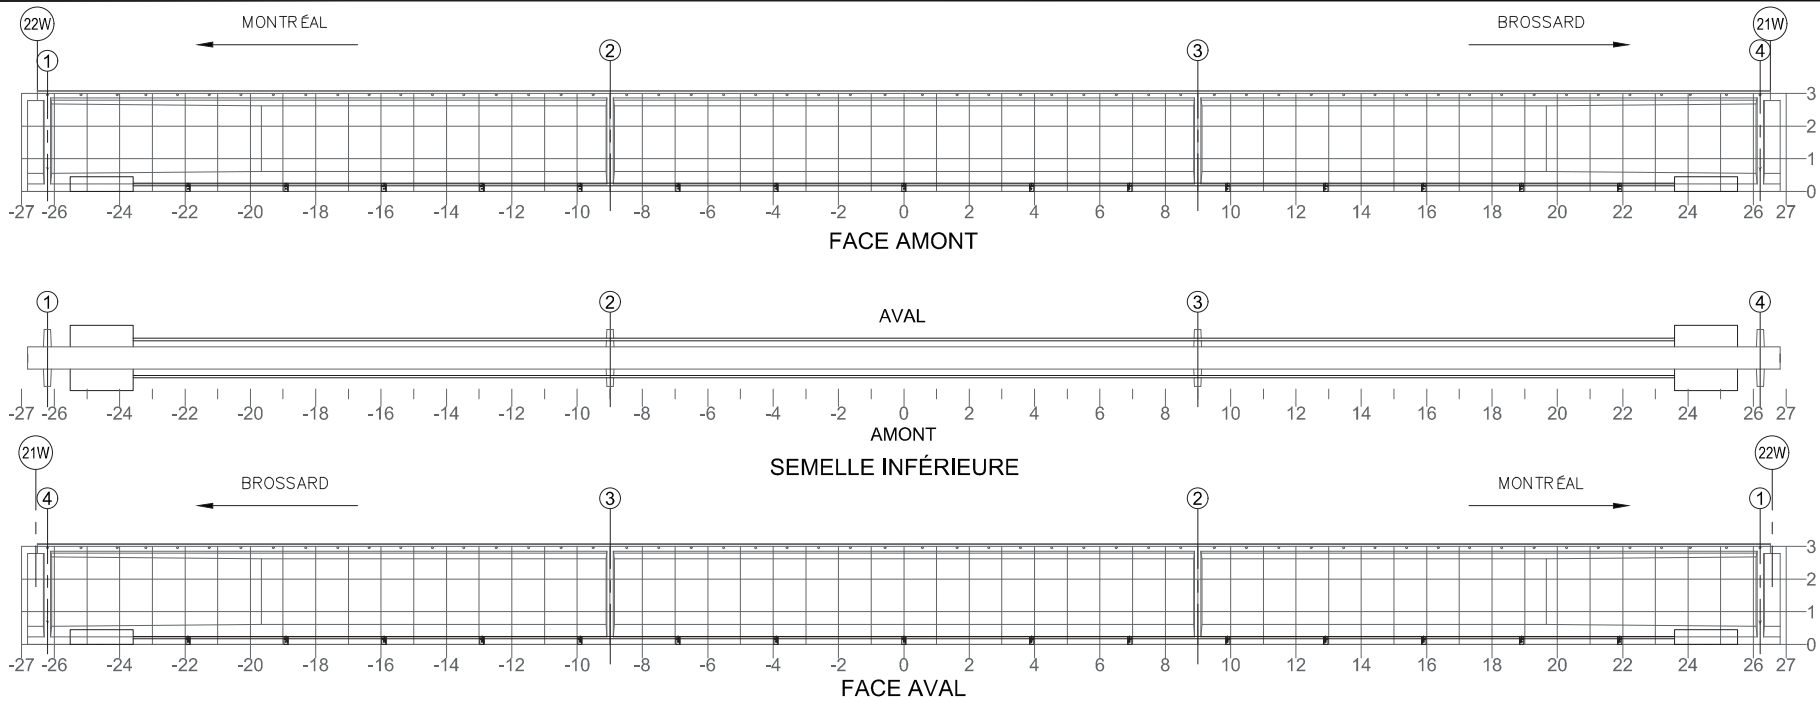 22W MONTRÉAL BROSSARD 21W
1 2 3 4
3
2
1
0
-27 -26 -24 -22 -20 -18 -16 -14 -12 -10 -8 -6 -4 -2 0 2 4 6 8 10 12 14 16 18 20 22 24 26 27
FACE AMONT
1 2 3 4
AVAL
-27 -26 -24 -22 -20 -18 -16 -14 -12 -10 -8 -6 -4 -2 0 2 4 6 8 10 12 14 16 18 20 22 24 26 27
AMONT
SEMELLE INFÉRIEURE
21W BROSSARD MONTRÉAL 22W
4 3 2 1
3
2
1
0
-27 -26 -24 -22 -20 -18 -16 -14 -12 -10 -8 -6 -4 -2 0 2 4 6 8 10 12 14 16 18 20 22 24 26 27
FACE AVAL